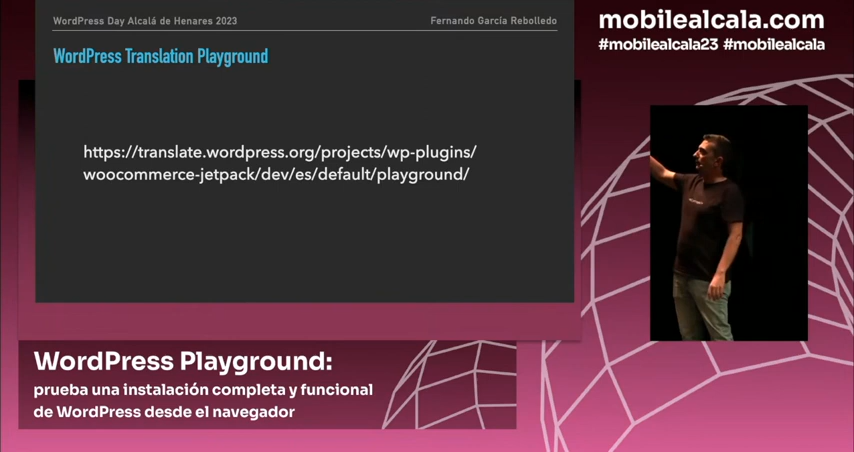 WordPress Day Alcalá de Henares 2023
Fernando García Rebolledo
WordPress Translation Playground
https://translate.wordpress.org/projects/wp-plugins/
woocommerce-jetpack/dev/es/default/playground/
mobilealcala.com
#mobilealcala23 #mobilealcala
WordPress Playground:
prueba una instalación completa y funcional
de WordPress desde el navegador